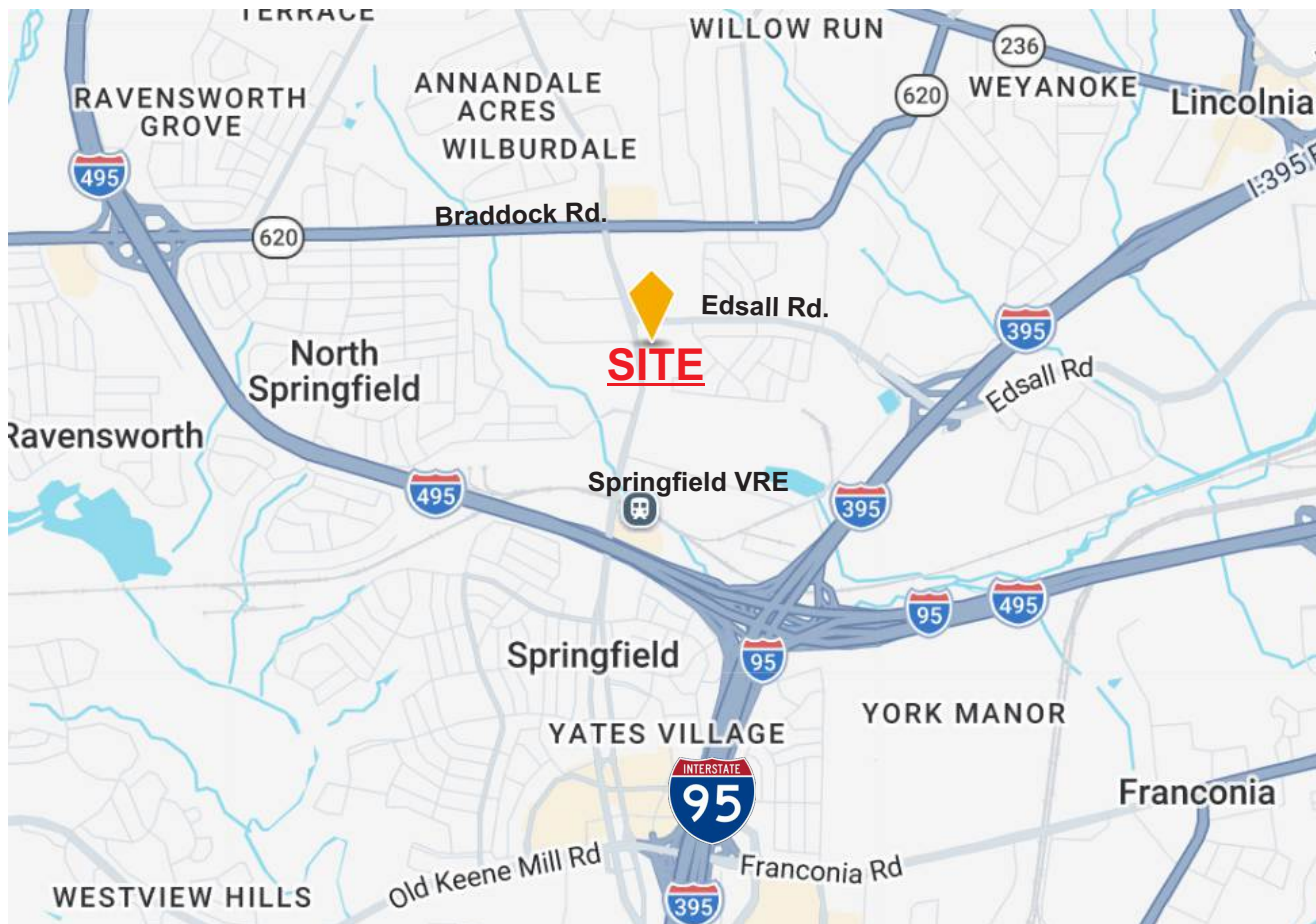 TERRACE
WILLOW RUN
236
ANNANDALE
ACRES
RAVENSWORTH
GROVE
620
WEYANOKE
Lincolnia
WILBURDALE
495
I-395
Braddock Rd.
620
Edsall Rd.
395
SITE
North
Springfield
Edsall Rd
Ravensworth
Springfield VRE
495
395
95
495
Springfield
95
YORK MANOR
YATES VILLAGE
INTERSTATE
95
Franconia
Old Keene Mill Rd
Franconia Rd
WESTVIEW HILLS
395